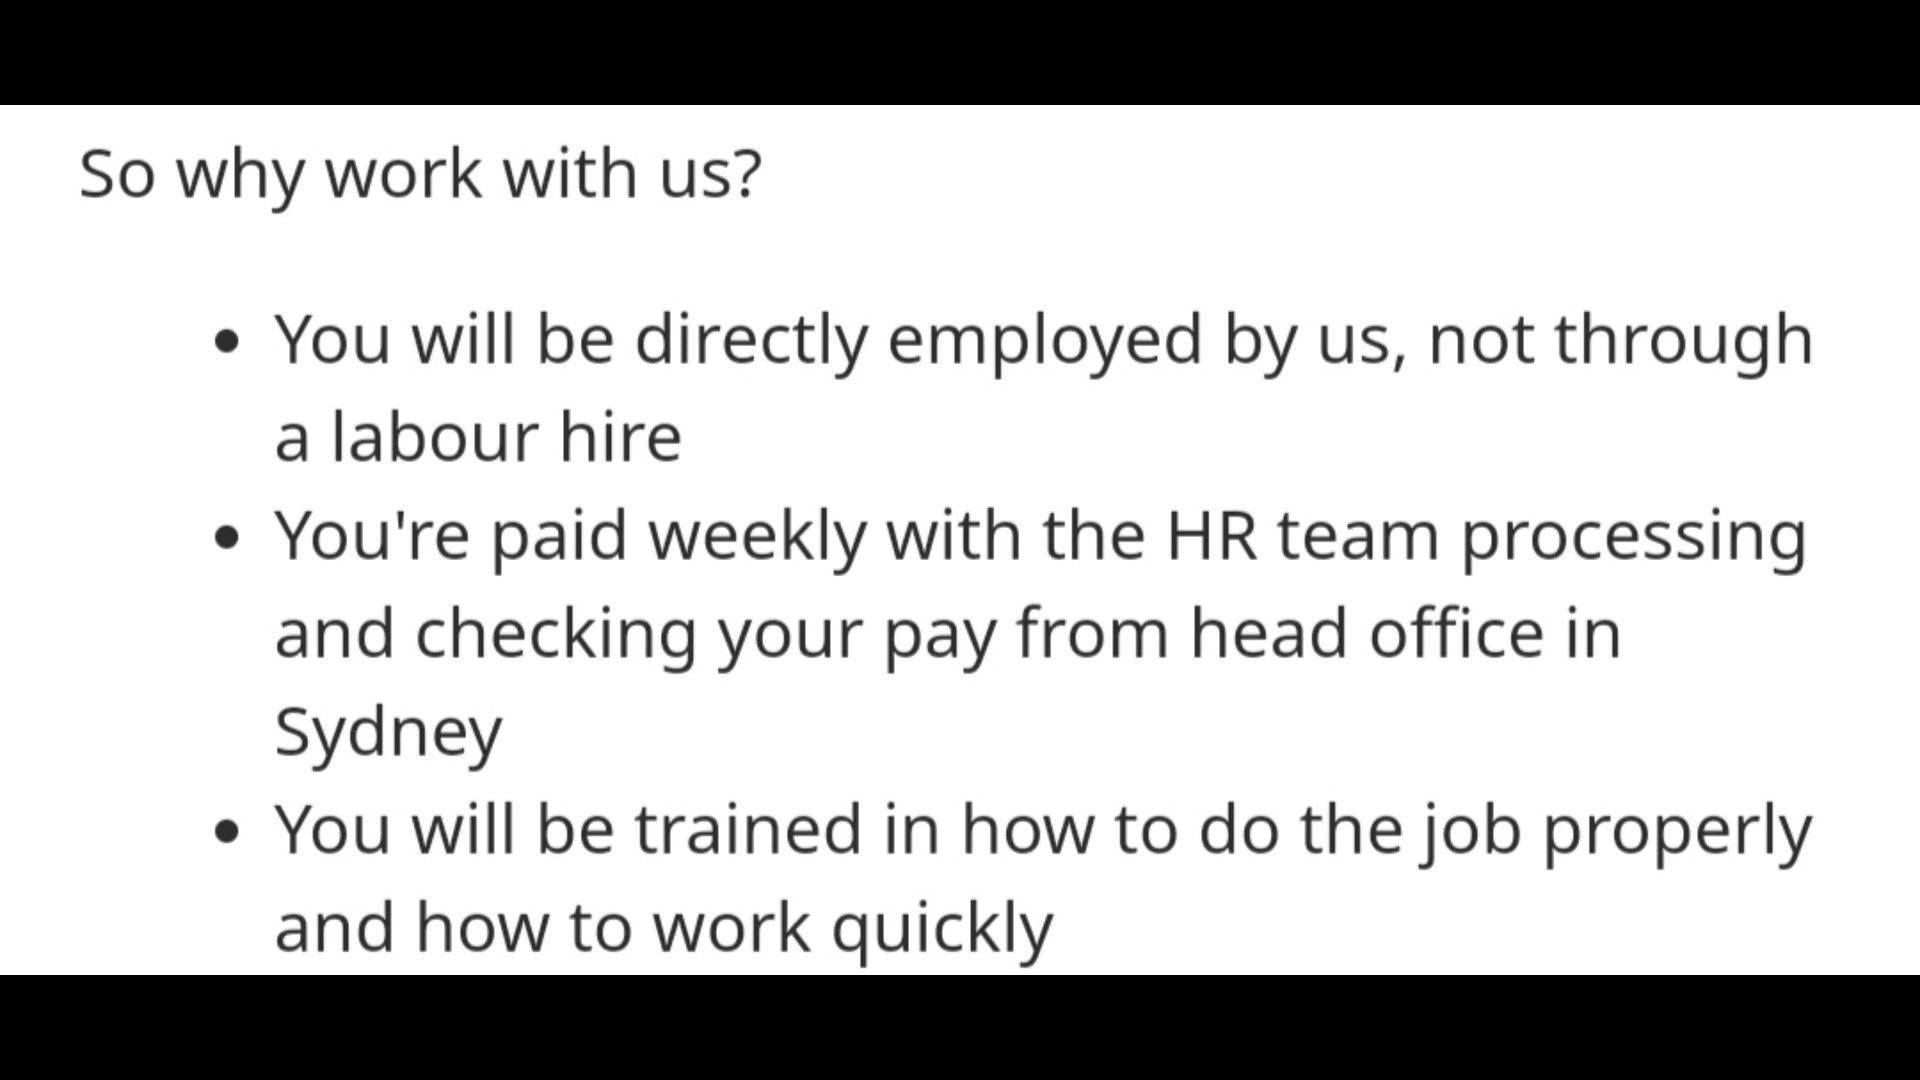 So why work with us?
• You will be directly employed by us, not through
a labour hire
• You're paid weekly with the HR team processing
and checking your pay from head office in
Sydney
• You will be trained in how to do the job properly
and how to work quickly